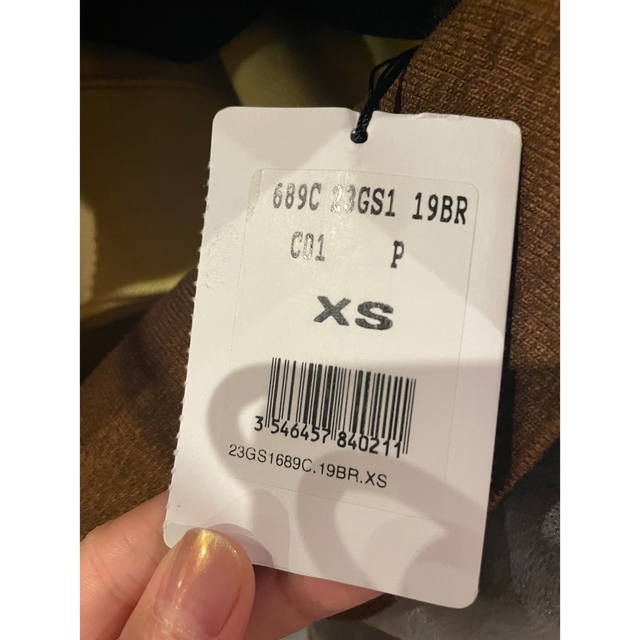 689C 23GS1 19BR
C01 P
XS
3 546457 840211
23GS1689C.19BR.XS